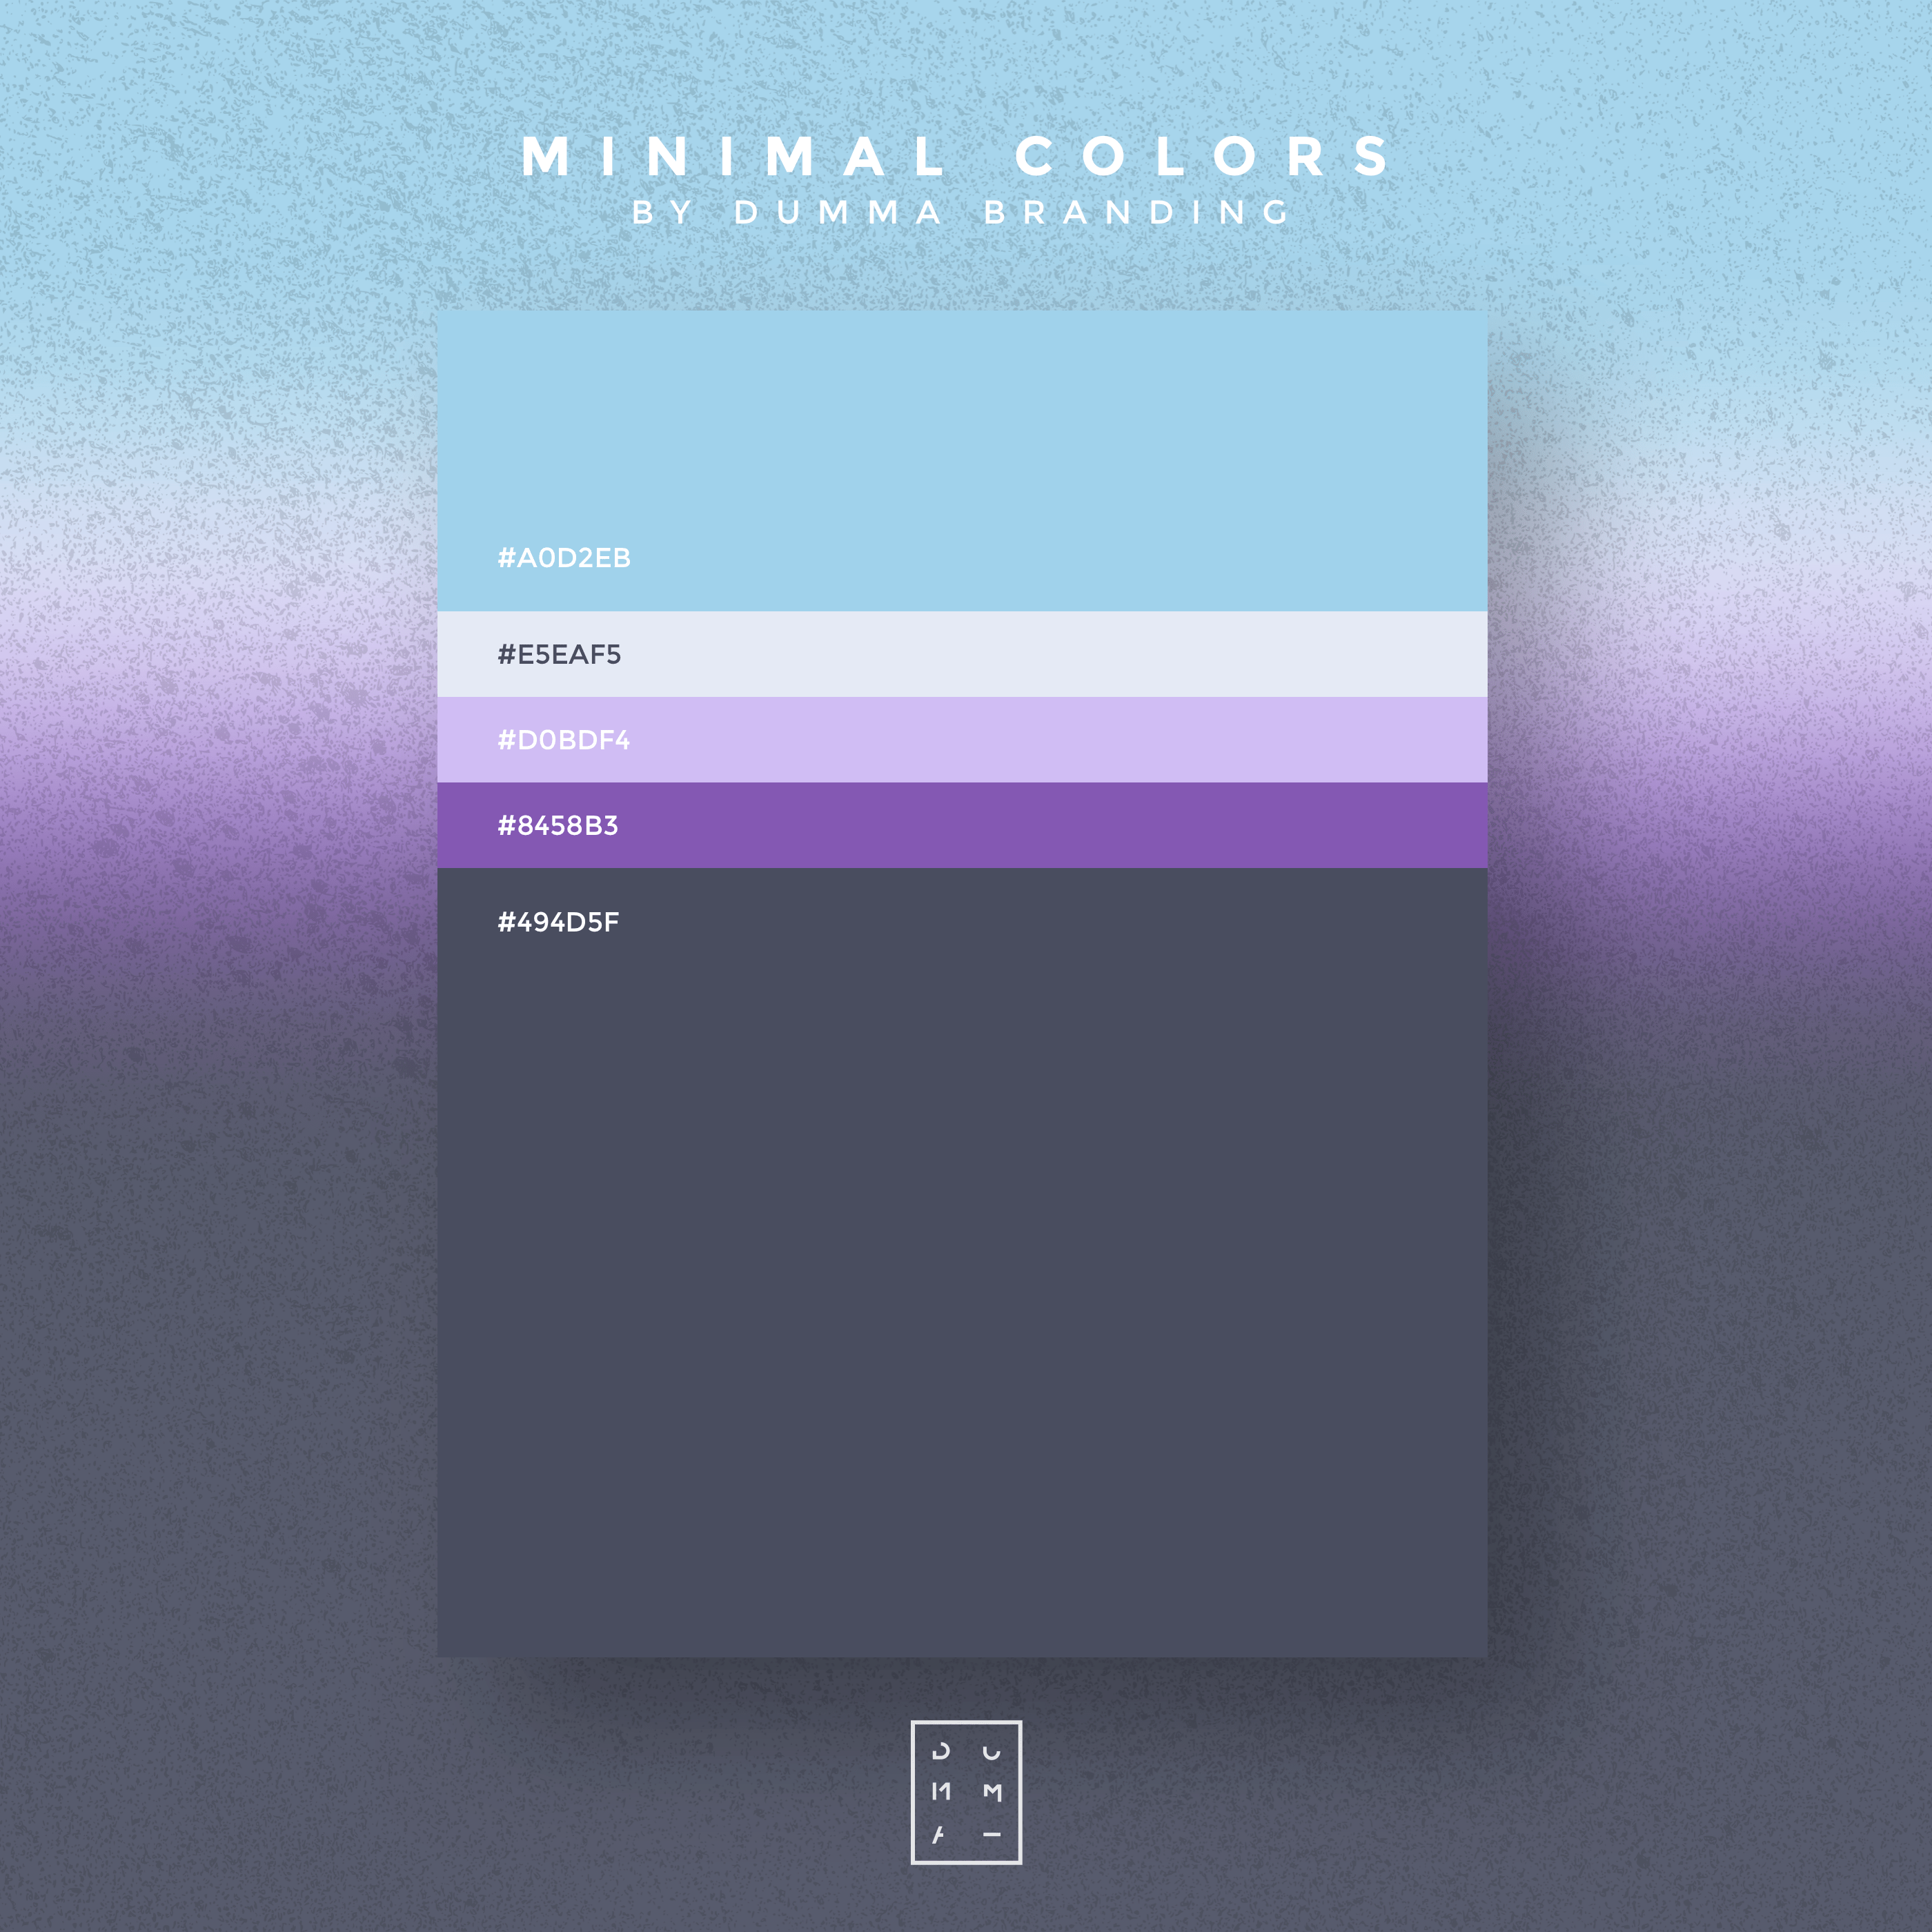 MINIMAL COLORS
BY DUMMA BRANDING
#A0D2EB
#E5EAF5
#D0BDF4
#8458B3
#494D5F
D U
M M
A –